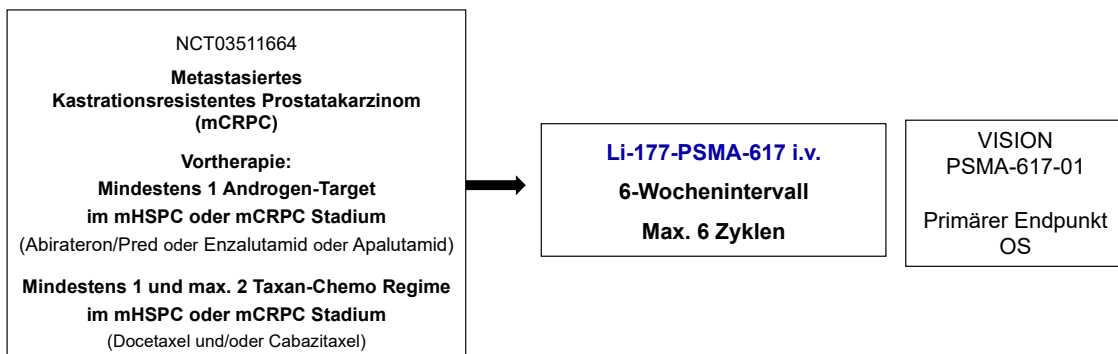 NCT03511664
Metastasiertes
Kastrationsresistentes Prostatakarzinom
(mCRPC)
Vortherapie:
Mindestens 1 Androgen-Target
im mHSPC oder mCRPC Stadium
(Abirateron/Pred oder Enzalutamid oder Apalutamid)
Mindestens 1 und max. 2 Taxan-Chemo Regime
im mHSPC oder mCRPC Stadium
(Docetaxel und/oder Cabazitaxel)
Li-177-PSMA-617 i.v.
6-Wochenintervall
Max. 6 Zyklen
VISION
PSMA-617-01
Primärer Endpunkt
OS